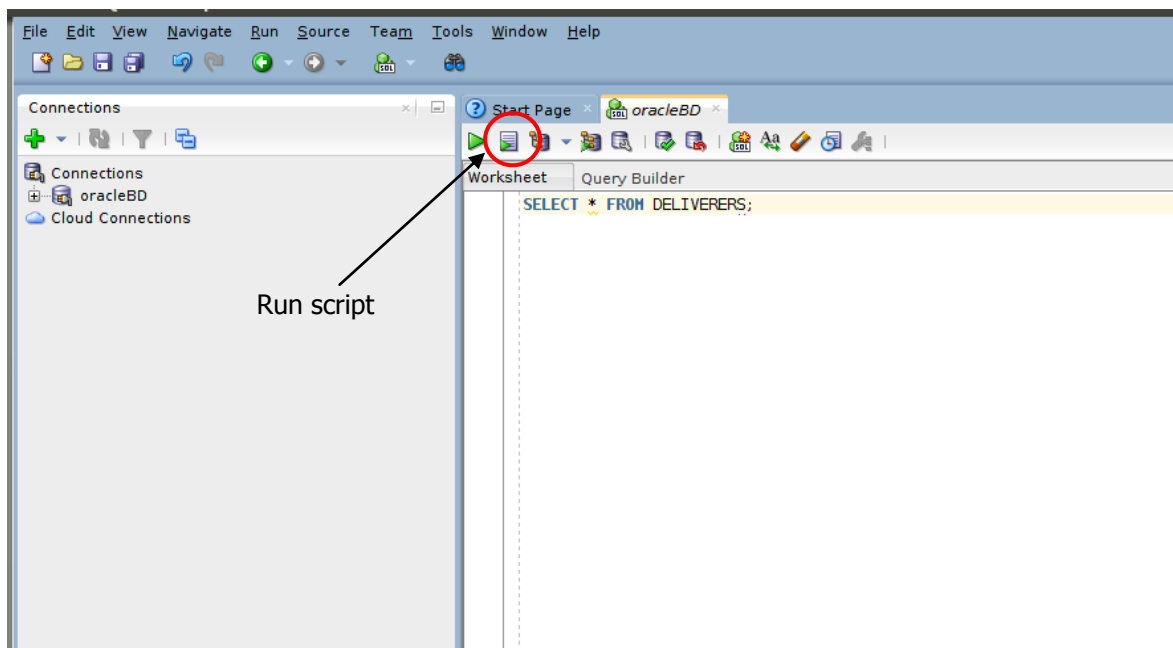 File Edit View Navigate Run Source Team Tools Window Help
Connections
Start Page oracleBD
Worksheet Query Builder
Connections
oracleBD
Cloud Connections
SELECT * FROM DELIVERERS;
Run script